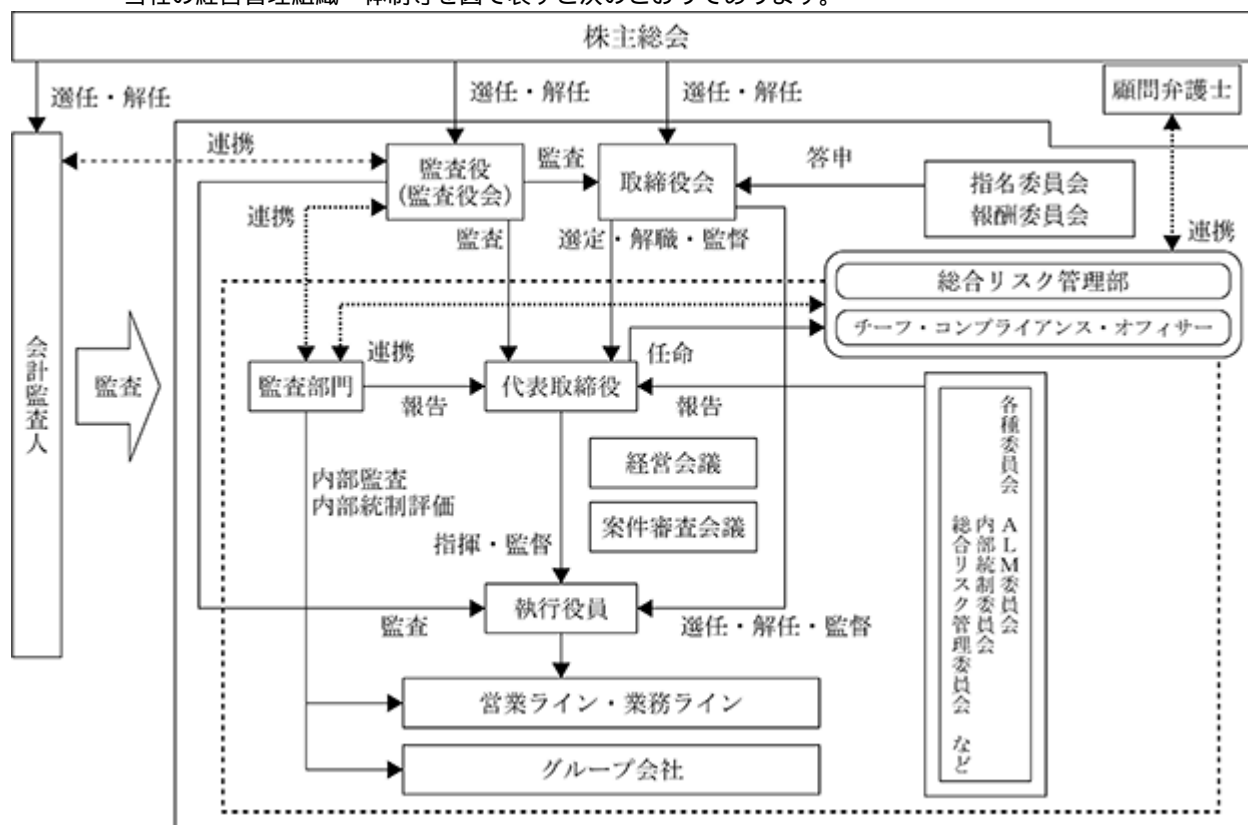 当社の経営管理組織・体制等を図で表すと次のとおりであります。
株主総会
選任・解任
選任・解任
選任・解任
顧問弁護士
連携
監査役
(監査役会)
監査
取締役会
答申
指名委員会
報酬委員会
連携
監査
選定・解職・監督
連携
総合リスク管理部
チーフ・コンプライアンス・オフィサー
会計監査人
監査
連携
任命
監査部門
報告
代表取締役
報告
各種委員会
ALM委員会
内部統制委員会
総合リスク管理委員会 など
経営会議
内部監査
内部統制評価
案件審査会議
指揮・監督
執行役員
監査
選任・解任・監督
営業ライン・業務ライン
グループ会社